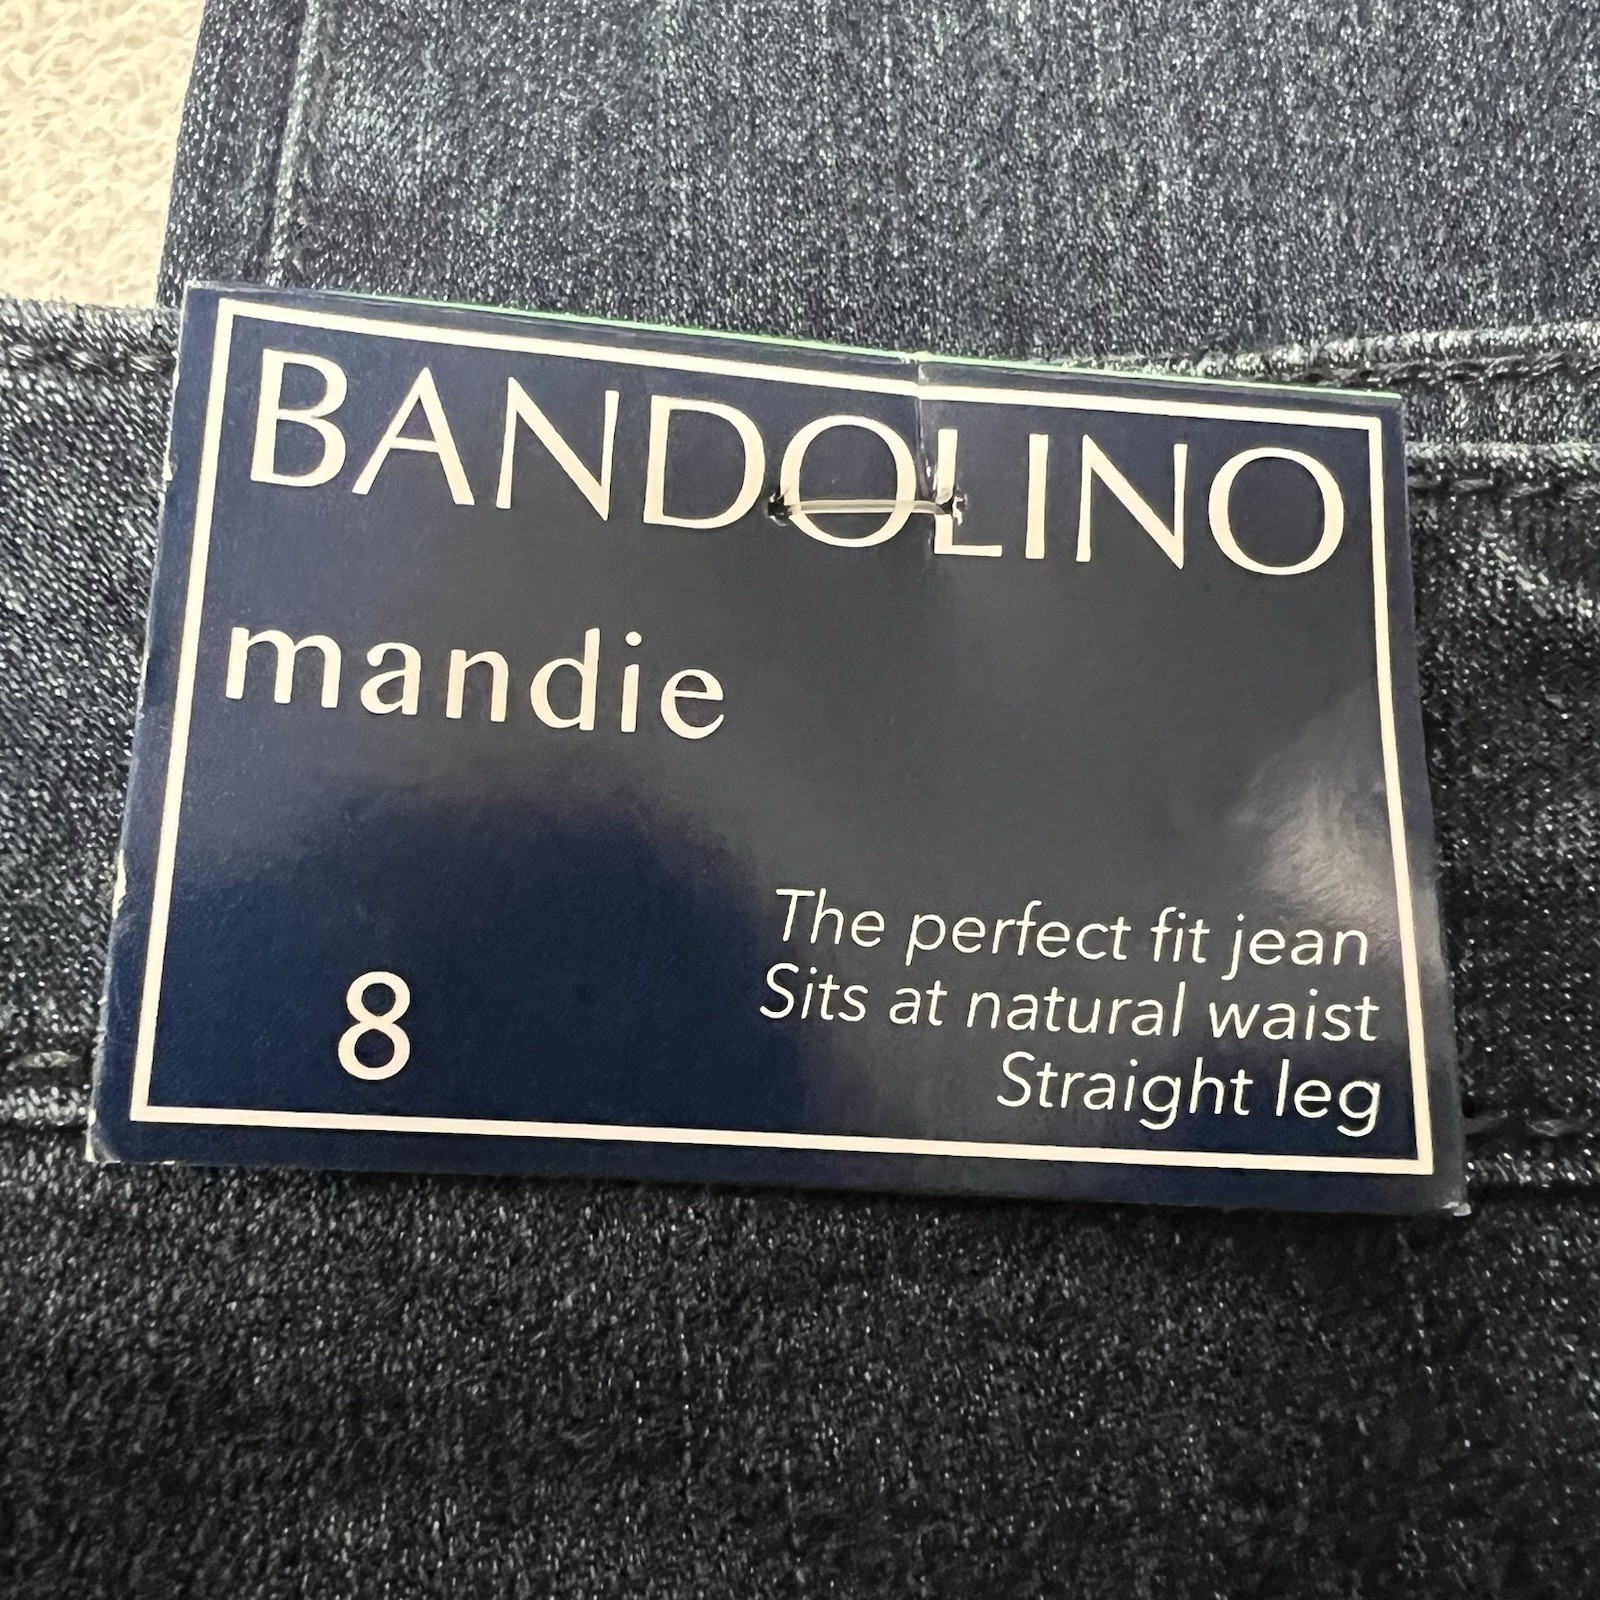 BANDOLINO
mandie
The perfect fit jean
Sits at natural waist
Straight leg
8